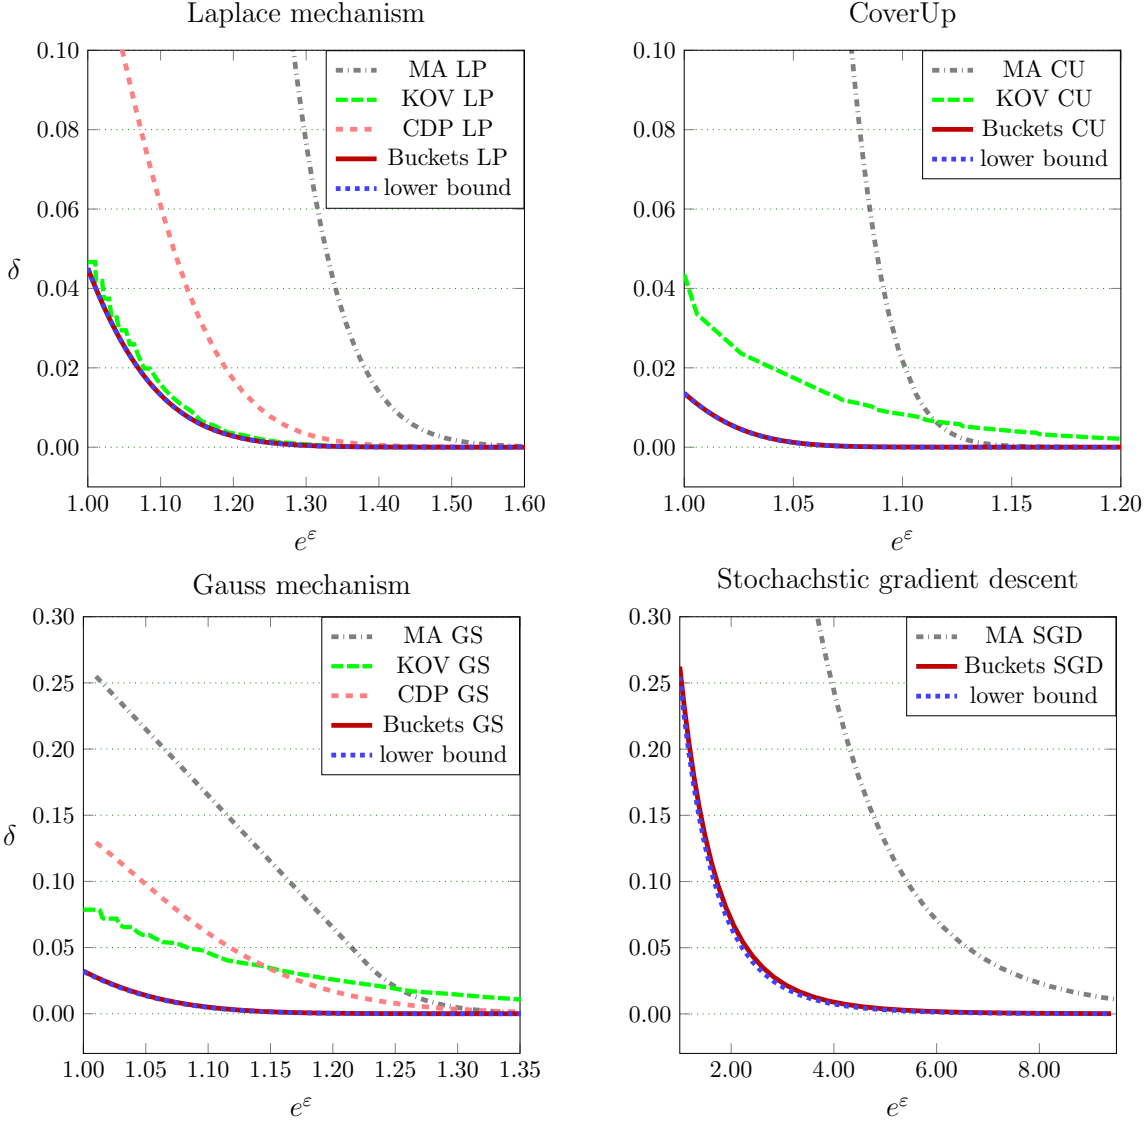 Laplace mechanism
0.10
0.08
0.06
0.04
0.02
0.00
δ
MA LP
KOV LP
CDP LP
Buckets LP
lower bound
1.00 1.10 1.20 1.30 1.40 1.50 1.60
e^ε
CoverUp
0.10
0.08
0.06
0.04
0.02
0.00
MA CU
KOV CU
Buckets CU
lower bound
1.00 1.05 1.10 1.15 1.20
e^ε
Gauss mechanism
0.30
0.25
0.20
0.15
0.10
0.05
0.00
δ
MA GS
KOV GS
CDP GS
Buckets GS
lower bound
1.00 1.05 1.10 1.15 1.20 1.25 1.30 1.35
e^ε
Stochachstic gradient descent
0.30
0.25
0.20
0.15
0.10
0.05
0.00
MA SGD
Buckets SGD
lower bound
2.00 4.00 6.00 8.00
e^ε